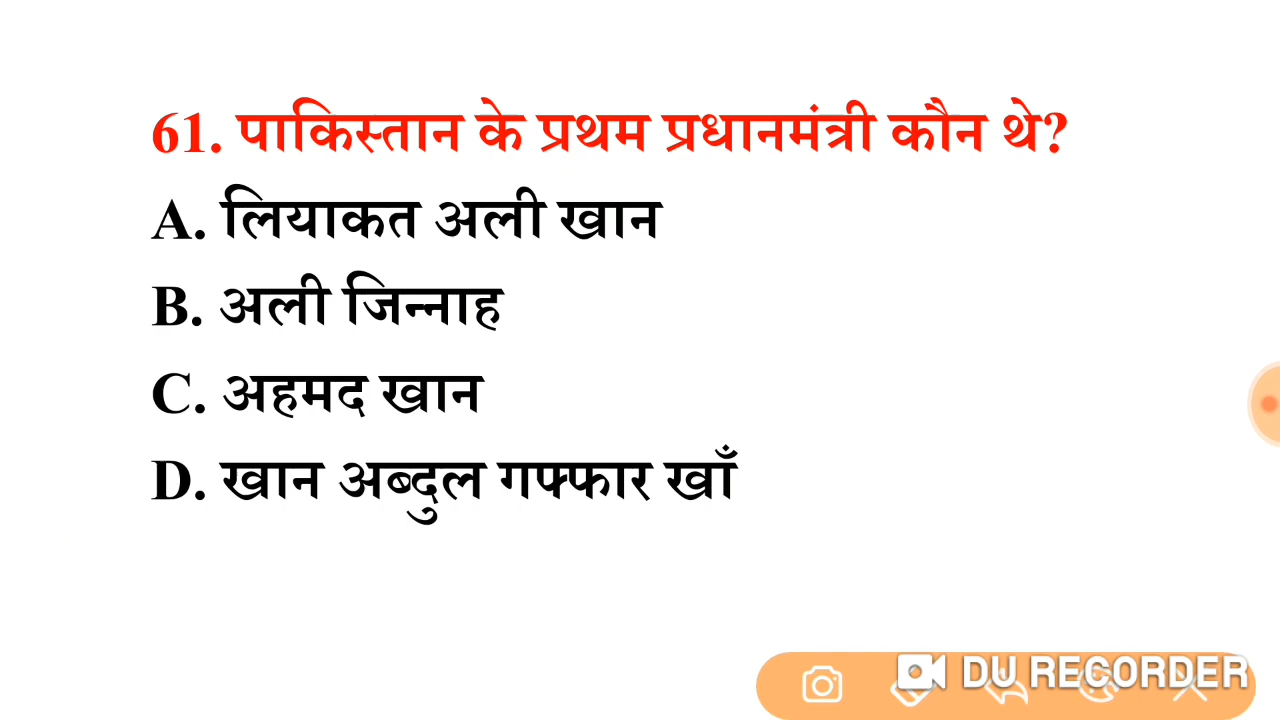 61. पाकिस्तान के प्रथम प्रधानमंत्री कौन थे?
A. लियाकत अली खान
B. अली जिन्नाह
C. अहमद खान
D. खान अब्दुल गफ्फार खाँ
DU RECORDER